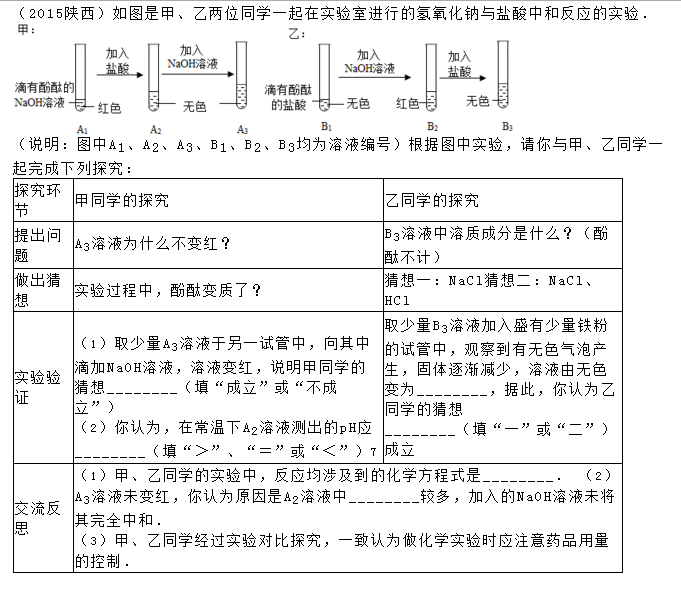 （2015陕西）如图是甲、乙两位同学一起在实验室进行的氢氧化钠与盐酸中和反应的实验．
甲： 乙：
加入 盐酸 加入 NaOH溶液 加入 NaOH溶液 加入 盐酸
滴有酚酞的 NaOH溶液 红色 无色 滴有酚酞 的盐酸 无色 红色 无色
A₁ A₂ A₃ B₁ B₂ B₃
（说明：图中A₁、A₂、A₃、B₁、B₂、B₃均为溶液编号）根据图中实验，请你与甲、乙同学一
起完成下列探究：
探究环节 甲同学的探究 乙同学的探究
提出问题 A₃溶液为什么不变红？ B₃溶液中溶质成分是什么？（酚
酞不计）
做出猜想 实验过程中，酚酞变质了？ 猜想一：NaCl猜想二：NaCl、
HCl
实验验证
（1）取少量A₃溶液于另一试管中，向其中
滴加NaOH溶液，溶液变红，说明甲同学的
猜想________（填“成立”或“不成
立”）
（2）你认为，在常温下A₂溶液测出的pH应
________（填“>”、“＝”或“<”）7
取少量B₃溶液加入盛有少量铁粉
的试管中，观察到有无色气泡产
生，固体逐渐减少，溶液由无色
变为________，据此，你认为乙
同学的猜想
________（填“一”或“二”）
成立
交流反思
（1）甲、乙同学的实验中，反应均涉及到的化学方程式是________． （2）
A₃溶液未变红，你认为原因是A₂溶液中________较多，加入的NaOH溶液未将
其完全中和．
（3）甲、乙同学经过实验对比探究，一致认为做化学实验时应注意药品用量
的控制．